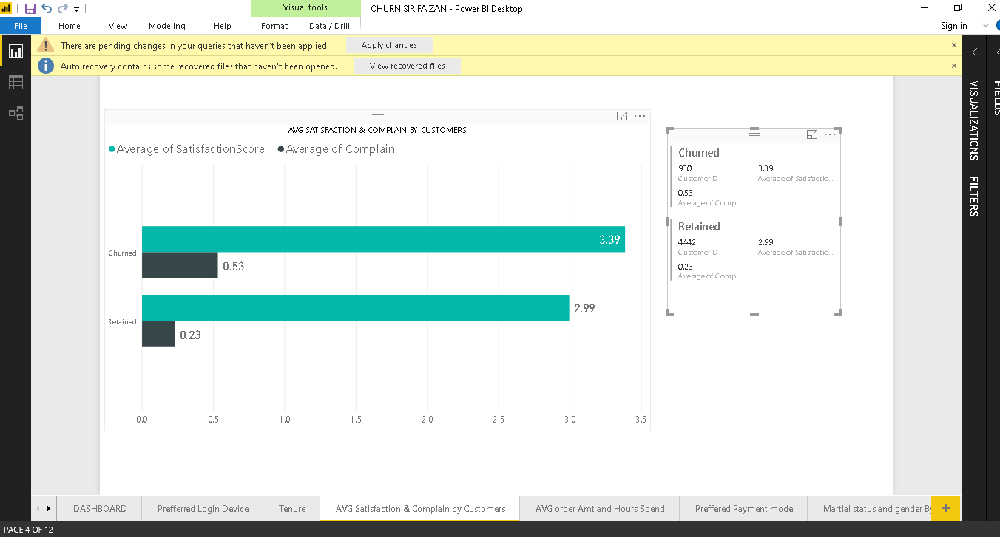 Visual tools
CHURN SIR FAIZAN - Power BI Desktop
File Home View Modeling Help Format Data / Drill Sign in
There are pending changes in your queries that haven't been applied. Apply changes
Auto recovery contains some recovered files that haven't been opened. View recovered files
AVG SATISFACTION & COMPLAIN BY CUSTOMERS
Average of SatisfactionScore Average of Complain
Churned
3.39
0.53
Retained
2.99
0.23
0.0 0.5 1.0 1.5 2.0 2.5 3.0 3.5
Churned
930 3.39
CustomerID Average of Satisfactio...
0.53
Average of Compl...
Retained
4442 2.99
CustomerID Average of Satisfactio...
0.23
Average of Compl...
VISUALIZATIONS
FILTERS
FIELDS
DASHBOARD Prefferred Login Device Tenure AVG Satisfaction & Complain by Customers AVG order Amt and Hours Spend Preffered Payment mode Martial status and gender By
PAGE 4 OF 12